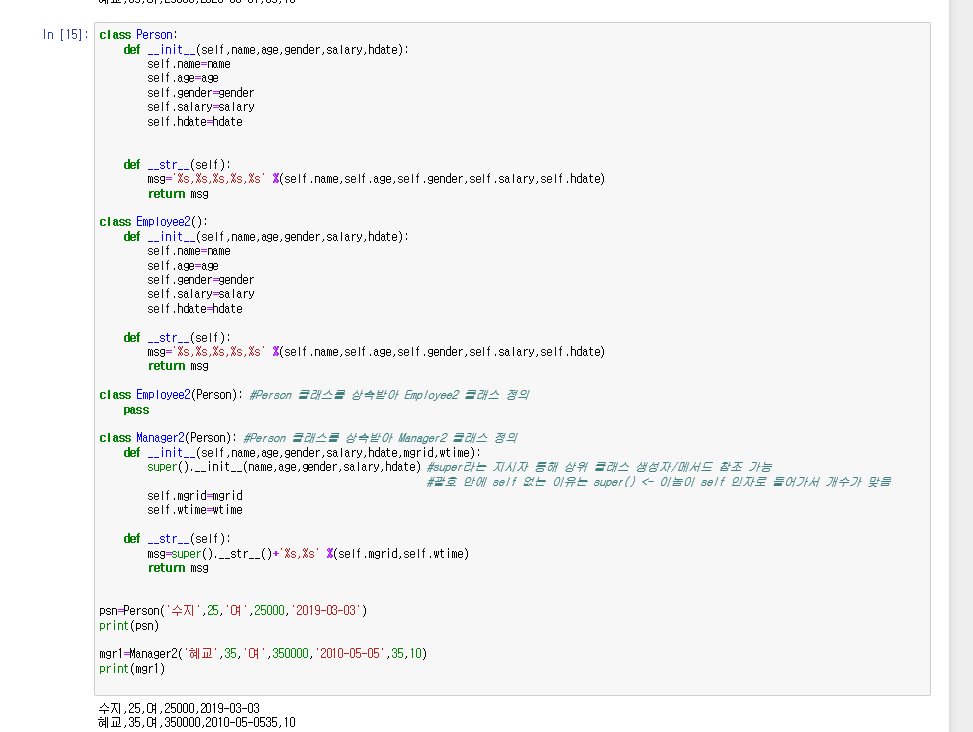 In [15]:
class Person:
    def __init__(self,name,age,gender,salary,hdate):
        self.name=name
        self.age=age
        self.gender=gender
        self.salary=salary
        self.hdate=hdate
    def __str__(self):
        msg='%s,%s,%s,%s,%s' %(self.name,self.age,self.gender,self.salary,self.hdate)
        return msg
class Employee2():
    def __init__(self,name,age,gender,salary,hdate):
        self.name=name
        self.age=age
        self.gender=gender
        self.salary=salary
        self.hdate=hdate
    def __str__(self):
        msg='%s,%s,%s,%s,%s' %(self.name,self.age,self.gender,self.salary,self.hdate)
        return msg
class Employee2(Person): #Person 클래스를 상속받아 Employee2 클래스 정의
    pass
class Manager2(Person): #Person 클래스를 상속받아 Manager2 클래스 정의
    def __init__(self,name,age,gender,salary,hdate,mgrid,wtime):
        super().__init__(name,age,gender,salary,hdate) #super라는 지시자 통해 상위 클래스 생성자/메서드 참조 가능
#괄호 안에 self 없는 이유는 super() <- 이놈이 self 인자로 들어가서 개수가 맞음
        self.mgrid=mgrid
        self.wtime=wtime
    def __str__(self):
        msg=super().__str__()+'%s,%s' %(self.mgrid,self.wtime)
        return msg
psn=Person('수지',25,'여',25000,'2019-03-03')
print(psn)
mgr1=Manager2('혜교',35,'여',350000,'2010-05-05',35,10)
print(mgr1)
수지,25,여,25000,2019-03-03
혜교,35,여,350000,2010-05-0535,10